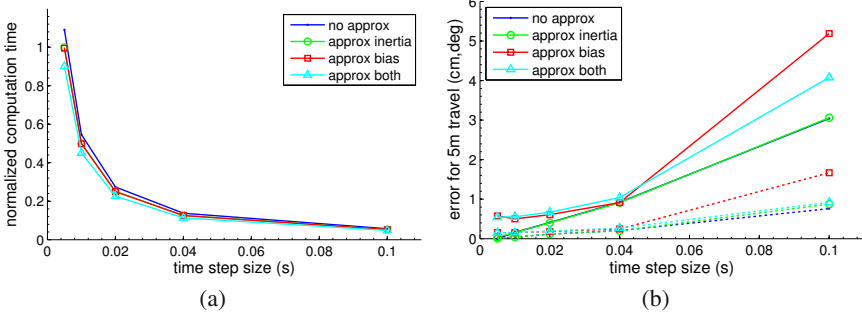 normalized computation time
1
0.8
0.6
0.4
0.2
0
0
0.02
0.04
0.06
0.08
0.1
time step size (s)
no approx
approx inertia
approx bias
approx both
(a)
error for 5m travel (cm,deg)
6
5
4
3
2
1
0
0
0.02
0.04
0.06
0.08
0.1
time step size (s)
no approx
approx inertia
approx bias
approx both
(b)